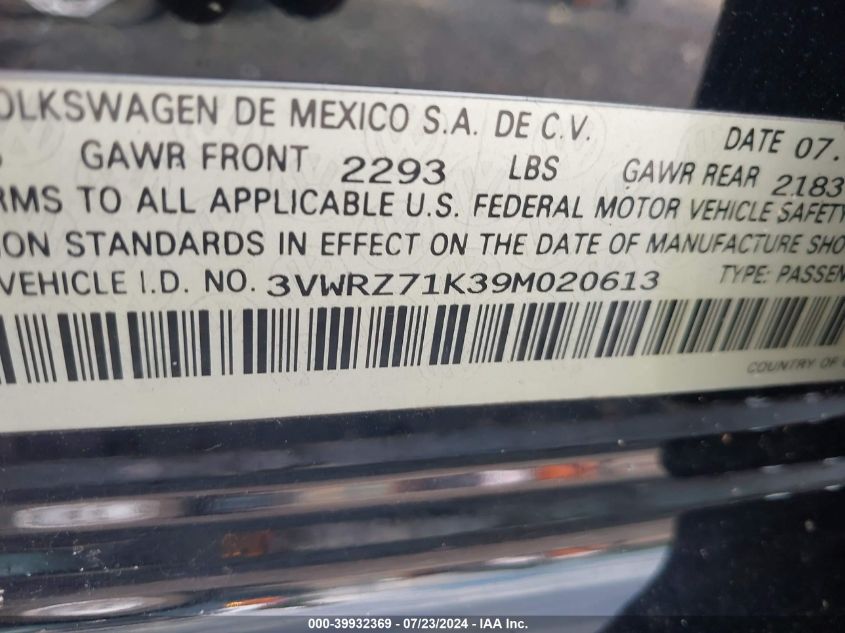 OLKSWAGEN DE MEXICO S.A. DE C.V. DATE 07.
GAWR FRONT 2293 LBS GAWR REAR 2183
RMS TO ALL APPLICABLE U.S. FEDERAL MOTOR VEHICLE SAFETY
ION STANDARDS IN EFFECT ON THE DATE OF MANUFACTURE SHO
VEHICLE I.D. NO. 3VWRZ71K39M020613 TYPE: PASSEN
COUNTRY OF
000-39932369 - 07/23/2024 - IAA Inc.